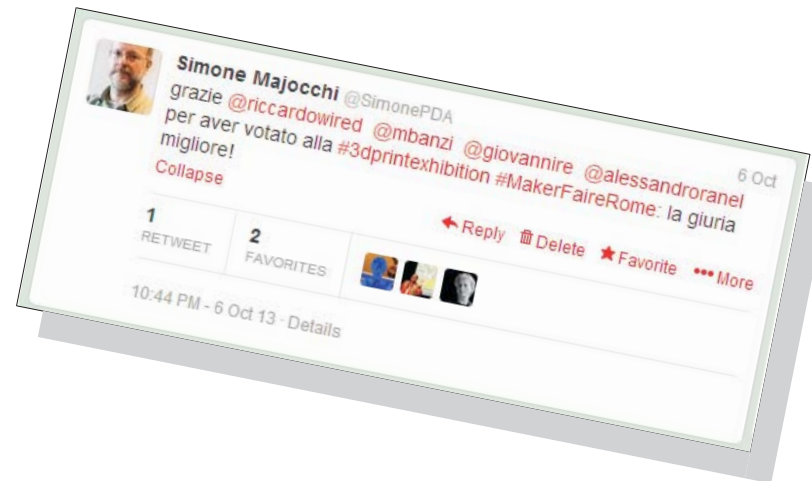 Simone Majocchi @SimonePDA
6 Oct
grazie @riccardowired @mbanzi @giovannire @alessandroranel
per aver votato alla #3dprintexhibition #MakerFaireRome: la giuria
migliore!
Collapse
Reply Delete Favorite More
1 RETWEET
2 FAVORITES
10:44 PM - 6 Oct 13 · Details